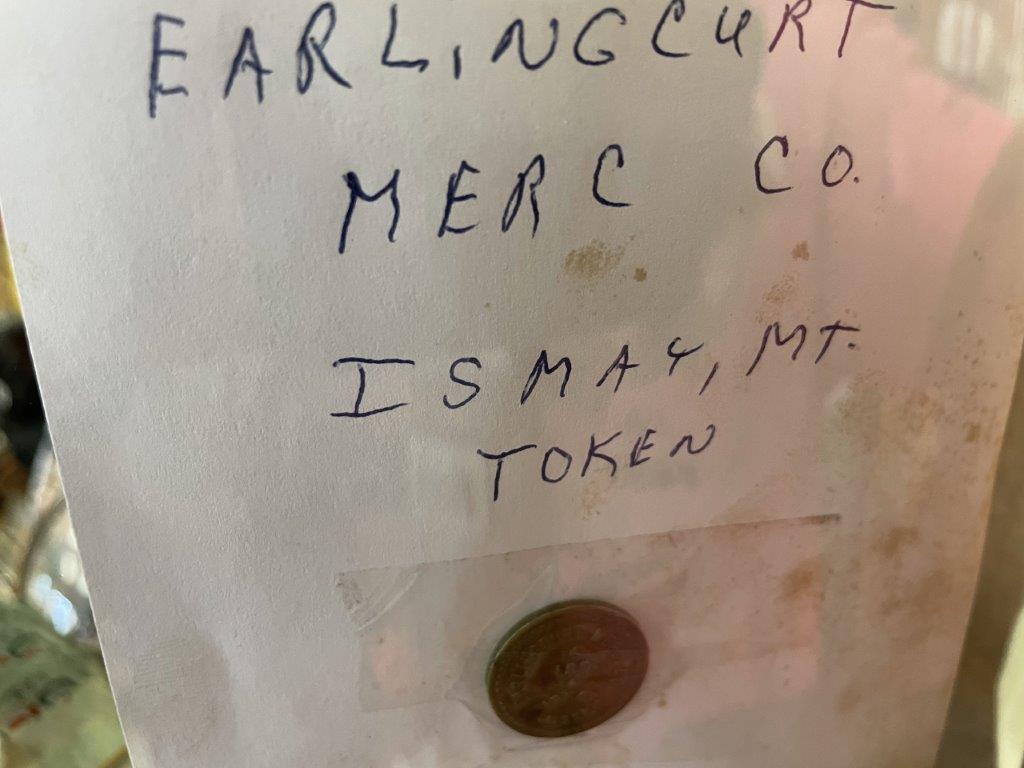 EARLINGCURT
MERC CO.
ISMAY, MT.
TOKEN